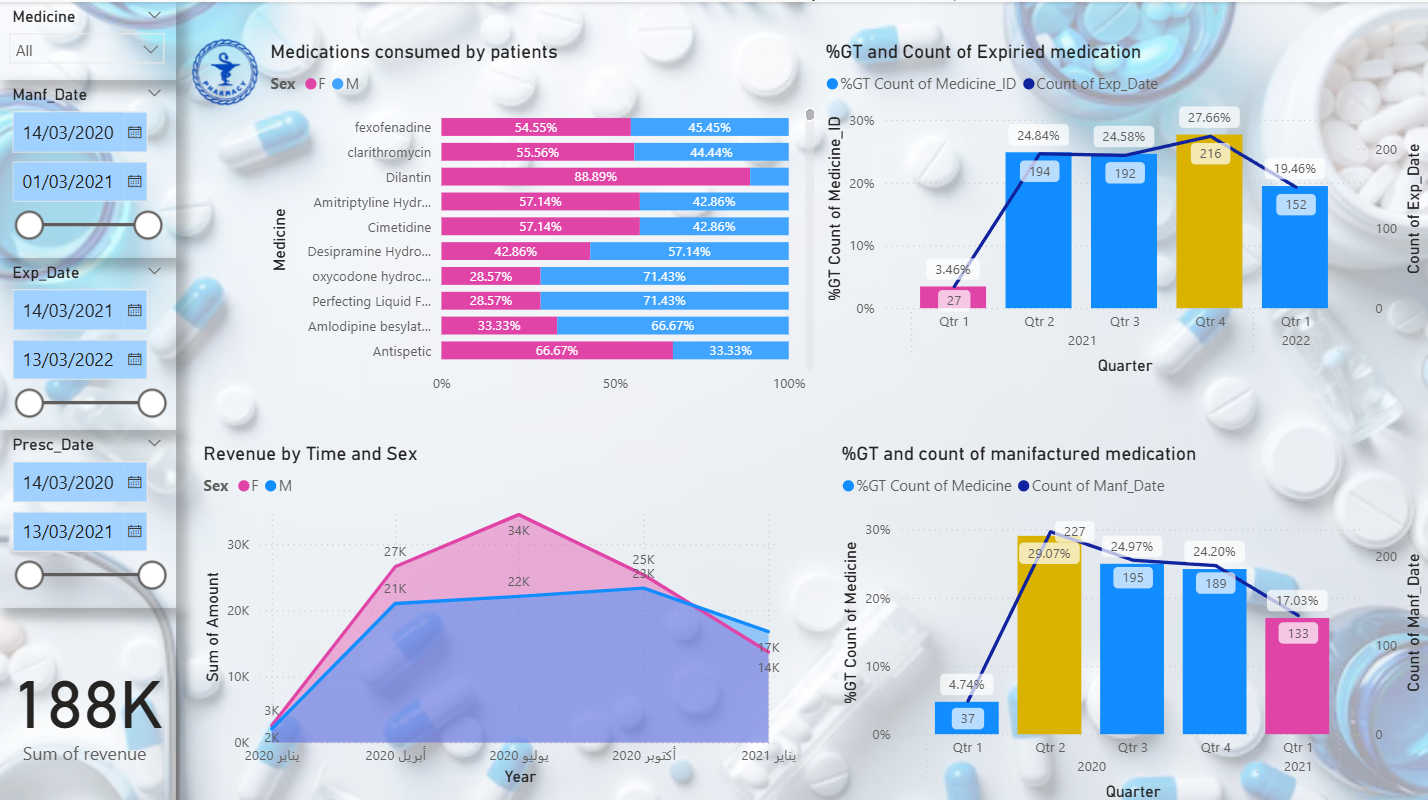 Medicine
All
Manf_Date
14/03/2020
01/03/2021
Exp_Date
14/03/2021
13/03/2022
Presc_Date
14/03/2020
13/03/2021
188K
Sum of revenue
PHARMACY
Medications consumed by patients
Sex F M
Medicine
fexofenadine 54.55% 45.45%
clarithromycin 55.56% 44.44%
Dilantin 88.89%
Amitriptyline Hydr... 57.14% 42.86%
Cimetidine 57.14% 42.86%
Desipramine Hydro... 42.86% 57.14%
oxycodone hydroc... 28.57% 71.43%
Perfecting Liquid F... 28.57% 71.43%
Amlodipine besylat... 33.33% 66.67%
Antispetic 66.67% 33.33%
0% 50% 100%
%GT and Count of Expiried medication
%GT Count of Medicine_ID Count of Exp_Date
%GT Count of Medicine_ID
30%
20%
10%
0%
3.46% 24.84% 24.58% 27.66% 19.46%
27 194 192 216 152
200
100
0
Count of Exp_Date
Qtr 1 Qtr 2 Qtr 3 Qtr 4 Qtr 1
2021 2022
Quarter
Revenue by Time and Sex
Sex F M
Sum of Amount
30K
20K
10K
0K
3K 27K 34K 25K 14K
2K 21K 22K 23K 17K
يناير 2020 أبريل 2020 يوليو 2020 أكتوبر 2020 يناير 2021
Year
%GT and count of manifactured medication
%GT Count of Medicine Count of Manf_Date
%GT Count of Medicine
30%
20%
10%
0%
4.74% 29.07% 24.97% 24.20% 17.03%
37 227 195 189 133
200
100
0
Count of Manf_Date
Qtr 1 Qtr 2 Qtr 3 Qtr 4 Qtr 1
2020 2021
Quarter